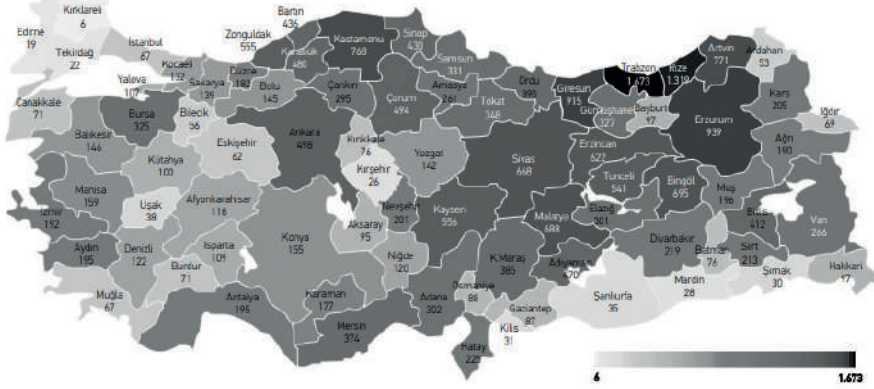 Kırklareli
6
Edirne
19
Tekirdağ
22
İstanbul
67
Kocaeli
132
Yalova
107
Sakarya
139
Düzce
182
Bolu
145
Zonguldak
555
Bartın
436
Karabük
480
Kastamonu
768
Sinop
430
Samsun
331
Çankırı
295
Çorum
494
Amasya
261
Tokat
348
Ordu
390
Giresun
915
Trabzon
1.673
Rize
1.319
Artvin
771
Ardahan
53
Gümüşhane
327
Bayburt
97
Erzurum
939
Kars
205
Iğdır
69
Ağrı
190
Çanakkale
71
Bursa
325
Bilecik
56
Balıkesir
146
Kütahya
100
Eskişehir
62
Ankara
498
Kırıkkale
76
Kırşehir
26
Yozgat
142
Sivas
668
Erzincan
622
Tunceli
541
Bingöl
695
Muş
196
Bitlis
412
Van
266
Manisa
159
Uşak
38
Afyonkarahisar
118
İzmir
192
Aydın
195
Denizli
122
Isparta
109
Burdur
71
Muğla
67
Antalya
195
Konya
155
Aksaray
95
Nevşehir
201
Niğde
120
Kayseri
556
Malatya
688
Elazığ
301
Diyarbakır
219
Batman
76
Siirt
213
Şırnak
30
Hakkari
17
Mardin
28
Şanlıurfa
35
Adıyaman
470
K.Maraş
385
Osmaniye
88
Gaziantep
87
Kilis
31
Hatay
225
Adana
302
Mersin
374
Karaman
177
6
1.673